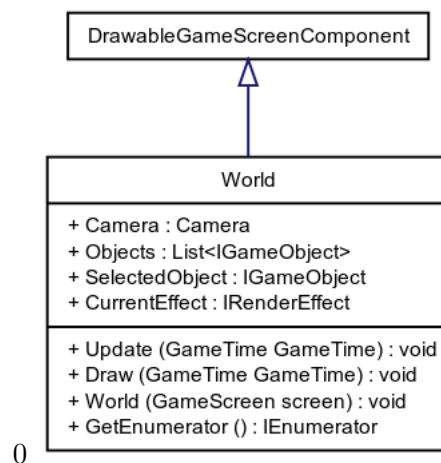 DrawableGameScreenComponent
World
+ Camera : Camera
+ Objects : List<IGameObject>
+ SelectedObject : IGameObject
+ CurrentEffect : IRenderEffect
+ Update (GameTime GameTime) : void
+ Draw (GameTime GameTime) : void
+ World (GameScreen screen) : void
+ GetEnumerator () : IEnumerator
0